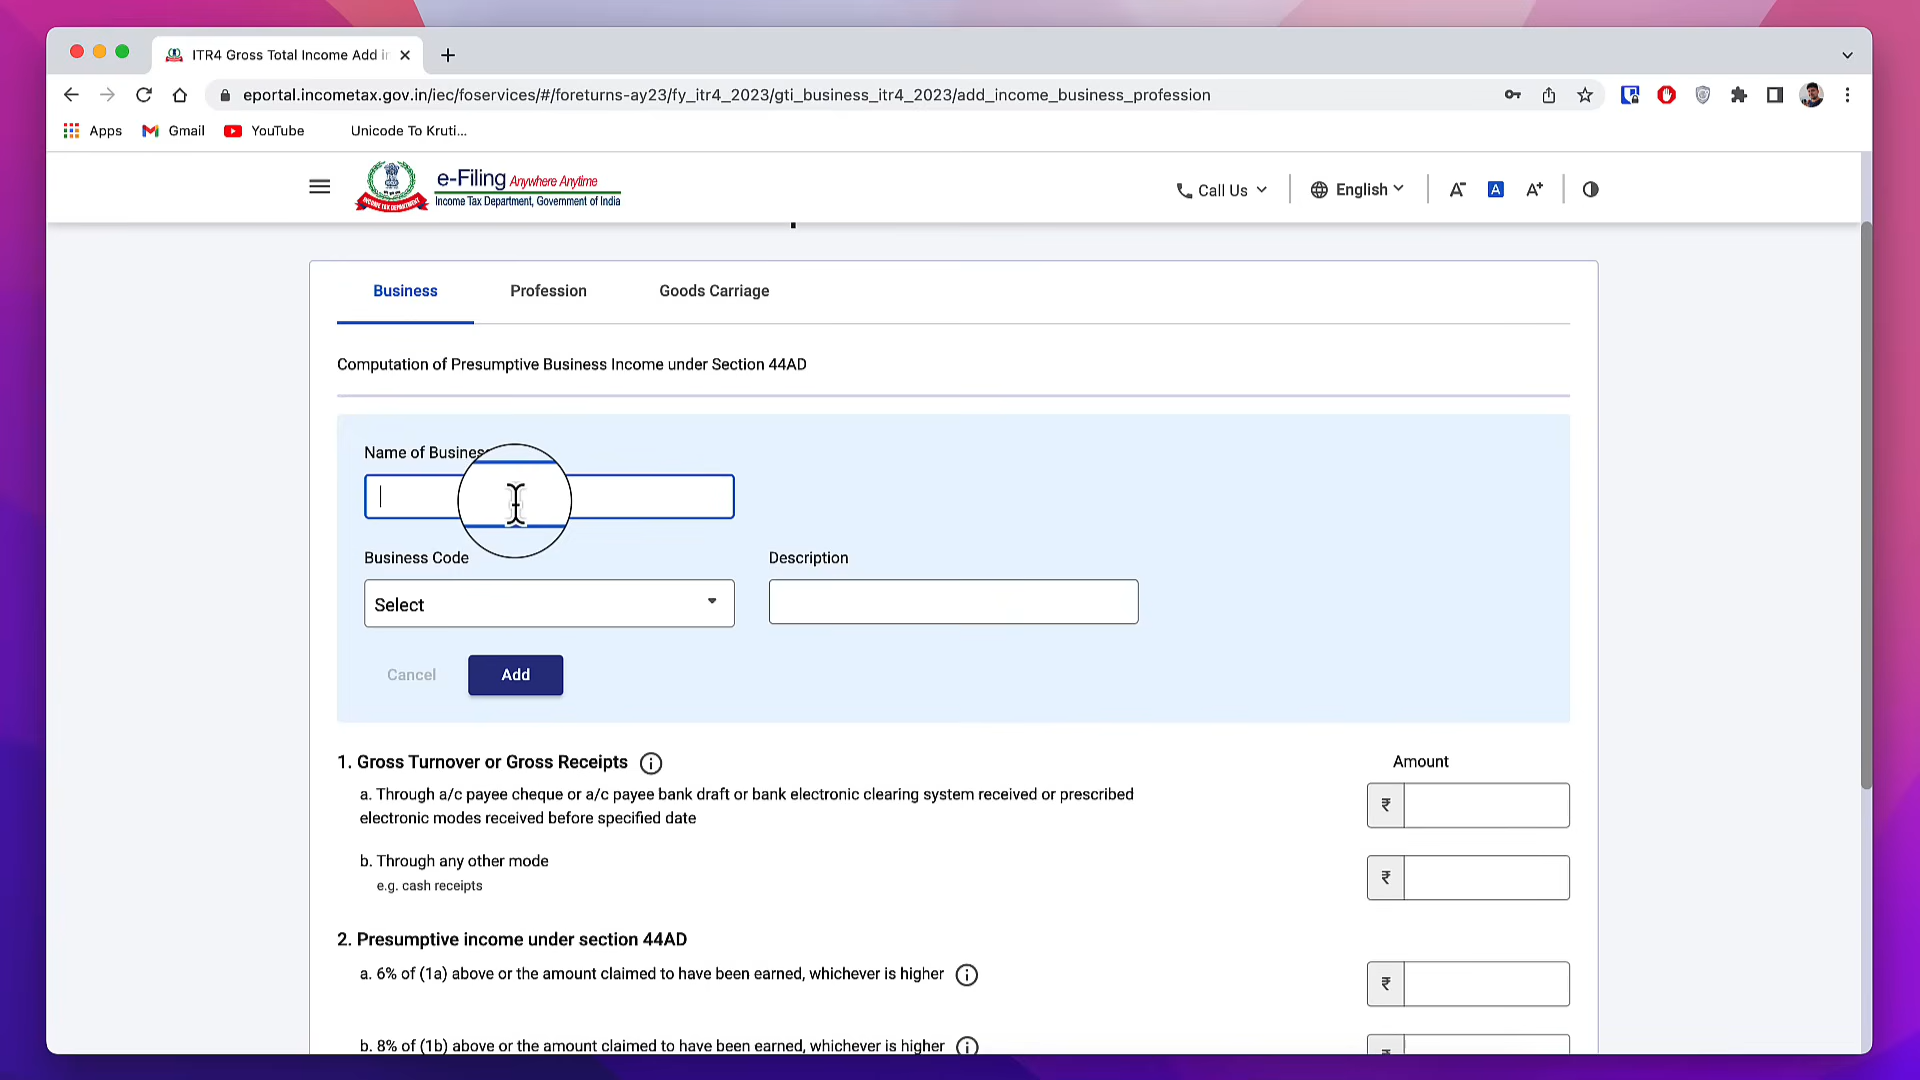 ITR4 Gross Total Income Add in
eportal.incometax.gov.in/iec/foservices/#/foreturns-ay23/fy_itr4_2023/gti_business_itr4_2023/add_income_business_profession
Apps Gmail YouTube Unicode To Kruti...
e-Filing Anywhere Anytime
Income Tax Department, Government of India
Call Us English A- A A+
Business Profession Goods Carriage
Computation of Presumptive Business Income under Section 44AD
Name of Business
Business Code Description
Select
Cancel Add
1. Gross Turnover or Gross Receipts Amount
a. Through a/c payee cheque or a/c payee bank draft or bank electronic clearing system received or prescribed
electronic modes received before specified date
₹
b. Through any other mode
e.g. cash receipts
₹
2. Presumptive income under section 44AD
a. 6% of (1a) above or the amount claimed to have been earned, whichever is higher
₹
b. 8% of (1b) above or the amount claimed to have been earned, whichever is higher
₹